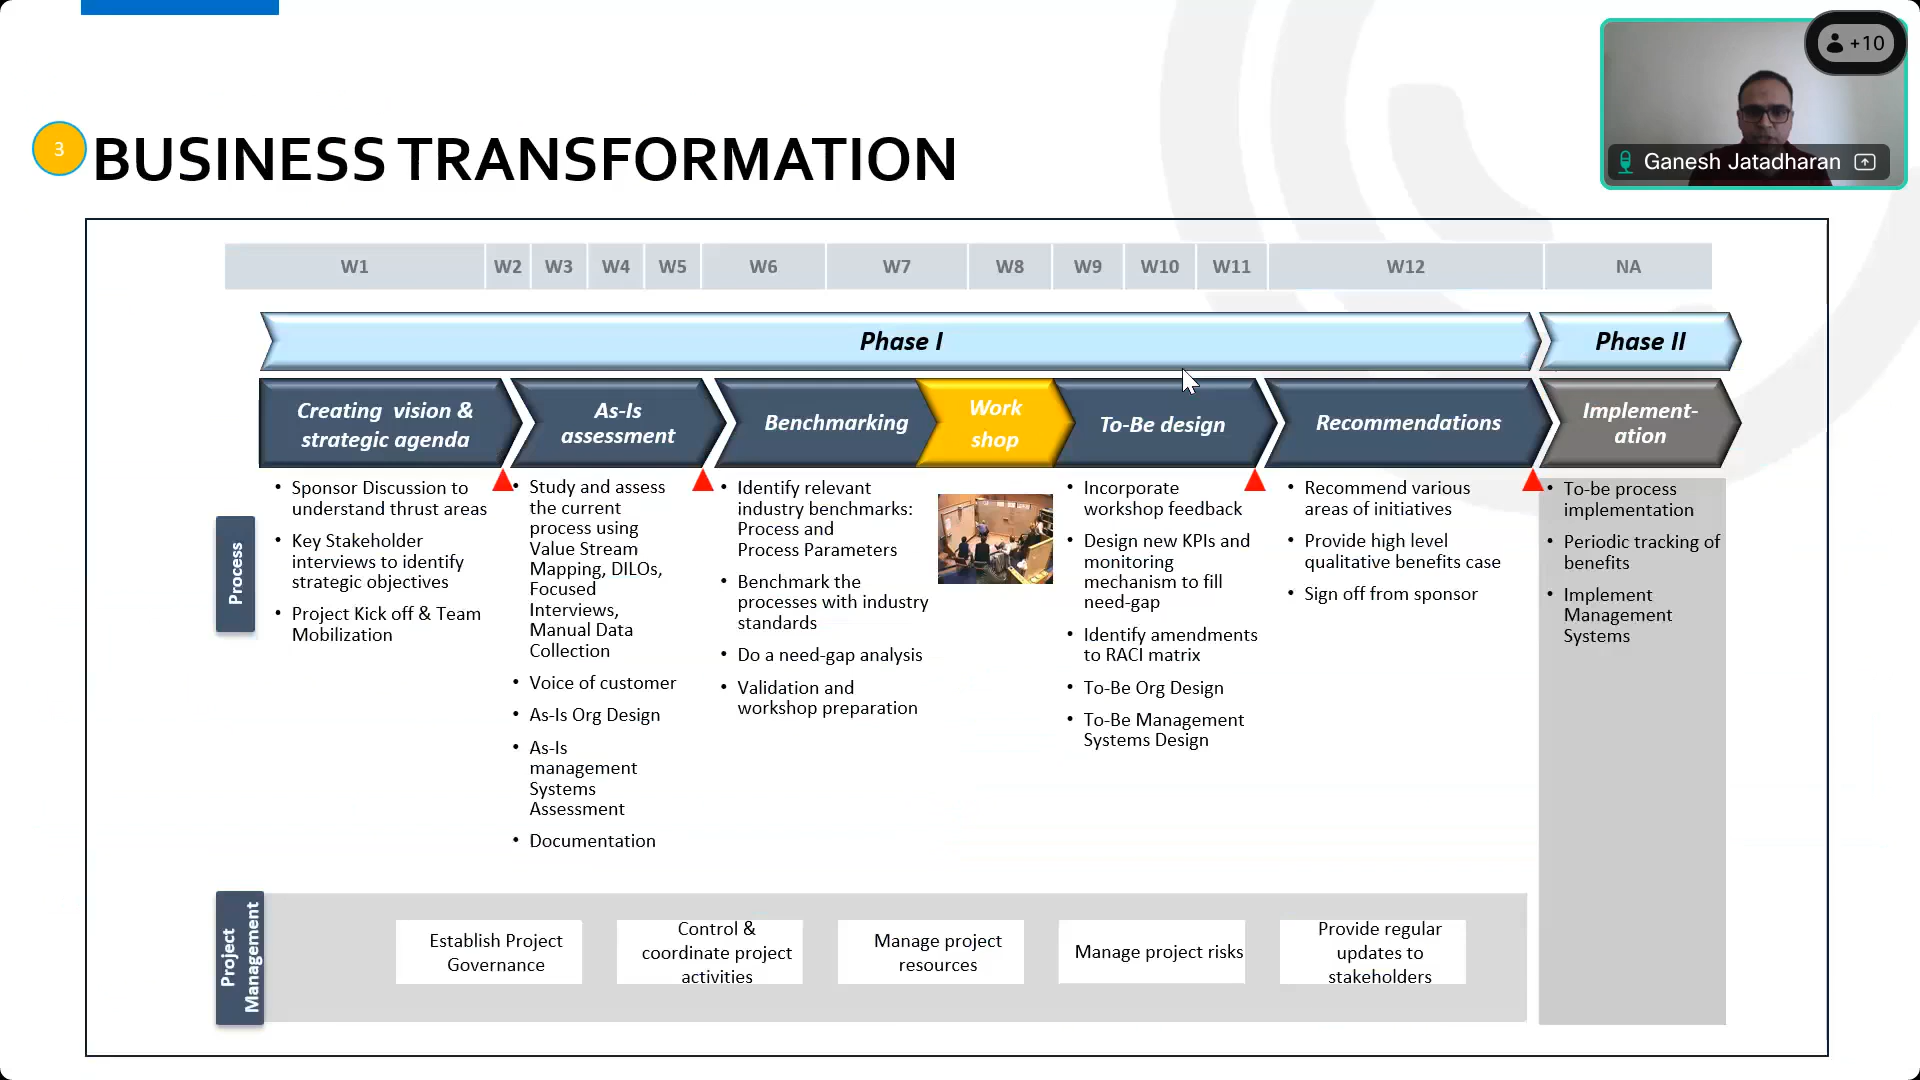 +10
Ganesh Jatadharan
3
BUSINESS TRANSFORMATION
W1 W2 W3 W4 W5 W6 W7 W8 W9 W10 W11 W12 NA
Phase I
Phase II
Creating vision &
strategic agenda
As-Is
assessment
Benchmarking
Work
shop
To-Be design
Recommendations
Implement-
ation
Process
• Sponsor Discussion to
understand thrust areas
• Key Stakeholder
interviews to identify
strategic objectives
• Project Kick off & Team
Mobilization
• Study and assess
the current
process using
Value Stream
Mapping, DILOs,
Focused
Interviews,
Manual Data
Collection
• Voice of customer
• As-Is Org Design
• As-Is
management
Systems
Assessment
• Documentation
• Identify relevant
industry benchmarks:
Process and
Process Parameters
• Benchmark the
processes with industry
standards
• Do a need-gap analysis
• Validation and
workshop preparation
• Incorporate
workshop feedback
• Design new KPIs and
monitoring
mechanism to fill
need-gap
• Identify amendments
to RACI matrix
• To-Be Org Design
• To-Be Management
Systems Design
• Recommend various
areas of initiatives
• Provide high level
qualitative benefits case
• Sign off from sponsor
• To-be process
implementation
• Periodic tracking of
benefits
• Implement
Management
Systems
Project
Management
Establish Project
Governance
Control &
coordinate project
activities
Manage project
resources
Manage project risks
Provide regular
updates to
stakeholders